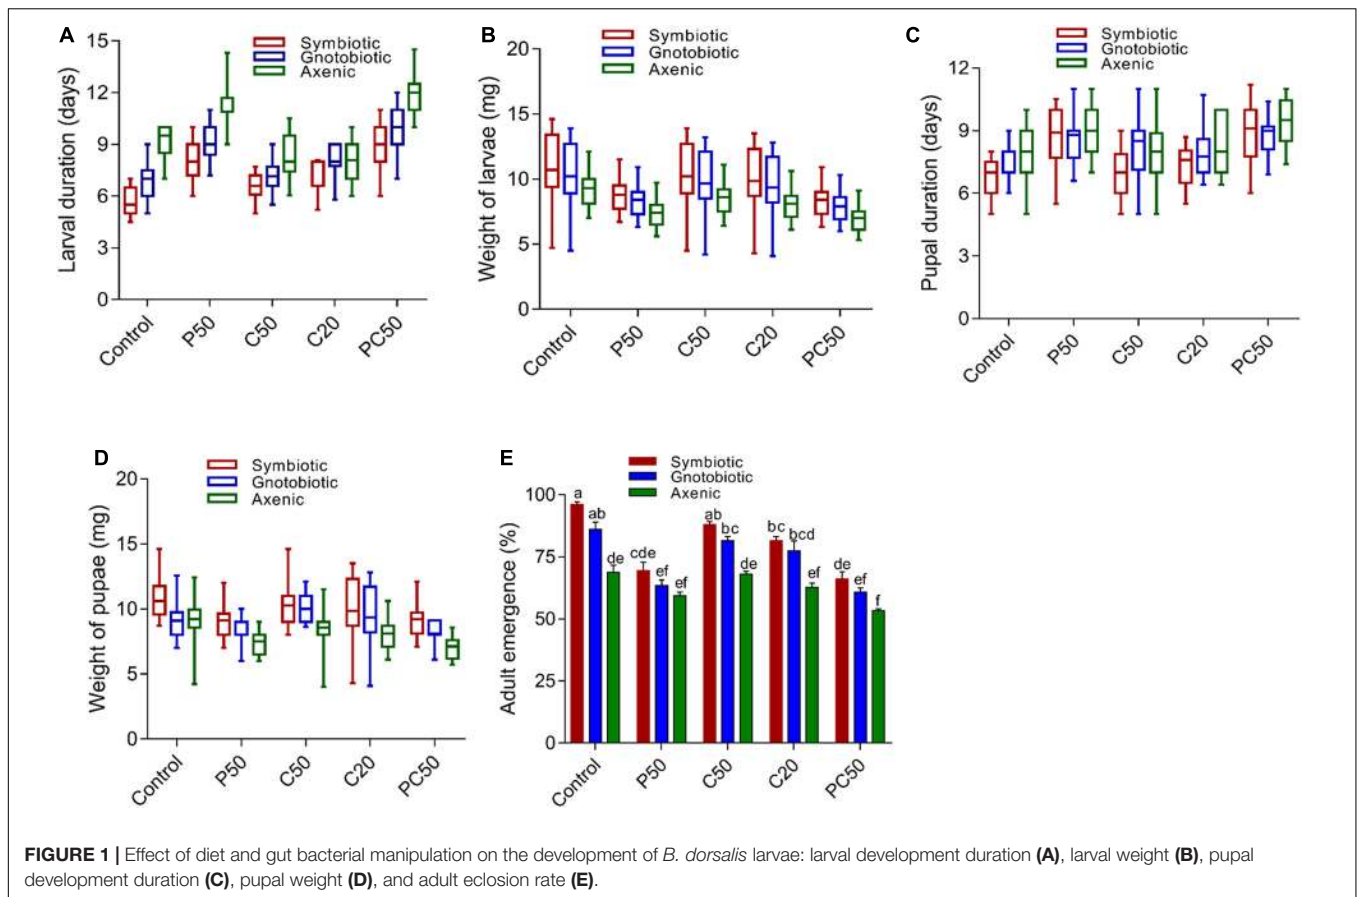 A
Larval duration (days)
15
12
9
6
3
0
Symbiotic
Gnotobiotic
Axenic
Control
P50
C50
C20
PC50
B
Weight of larvae (mg)
20
15
10
5
0
Symbiotic
Gnotobiotic
Axenic
Control
P50
C50
C20
PC50
C
Pupal duration (days)
12
9
6
3
0
Symbiotic
Gnotobiotic
Axenic
Control
P50
C50
C20
PC50
D
Weight of pupae (mg)
20
15
10
5
0
Symbiotic
Gnotobiotic
Axenic
Control
P50
C50
C20
PC50
E
Adult emergence (%)
100
75
50
25
0
Symbiotic
Gnotobiotic
Axenic
a
ab
de
cde
ef
ef
ab
bc
de
bc
bcd
ef
de
ef
f
Control
P50
C50
C20
PC50
FIGURE 1 | Effect of diet and gut bacterial manipulation on the development of B. dorsalis larvae: larval development duration (A), larval weight (B), pupal
development duration (C), pupal weight (D), and adult eclosion rate (E).